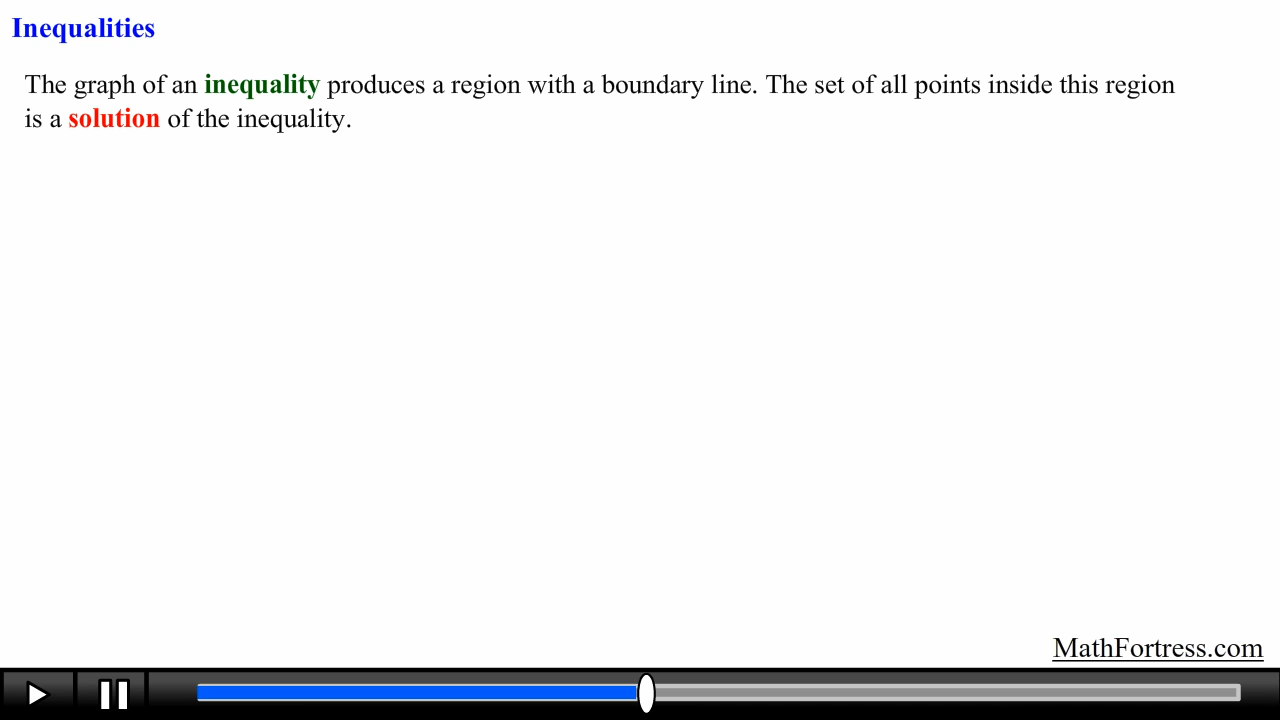 Inequalities
The graph of an inequality produces a region with a boundary line. The set of all points inside this region
is a solution of the inequality.
MathFortress.com